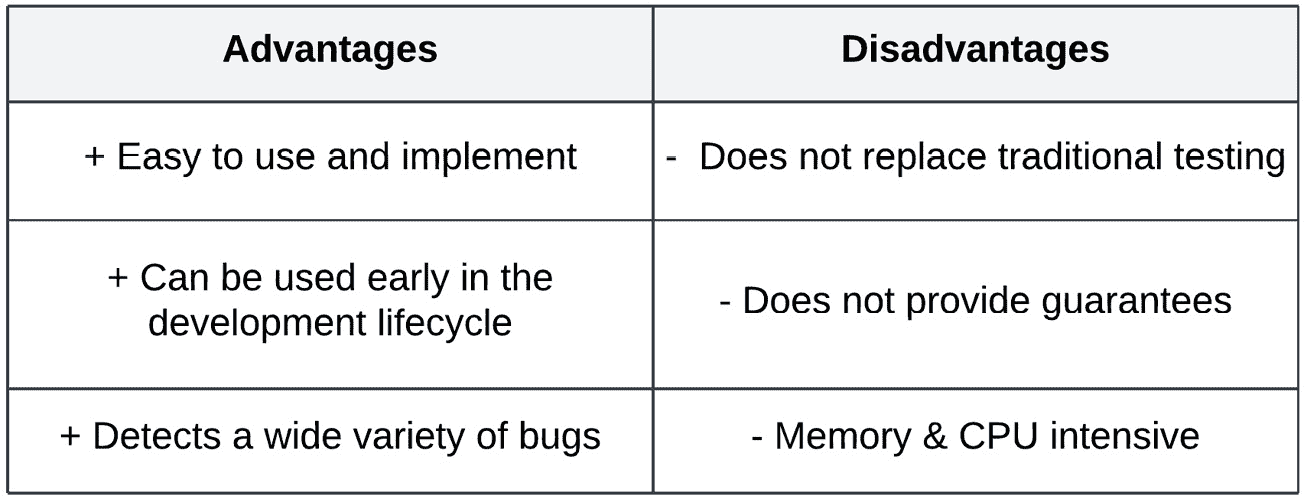 Advantages
Disadvantages
+ Easy to use and implement
-  Does not replace traditional testing
+ Can be used early in the
development lifecycle
- Does not provide guarantees
+ Detects a wide variety of bugs
- Memory & CPU intensive